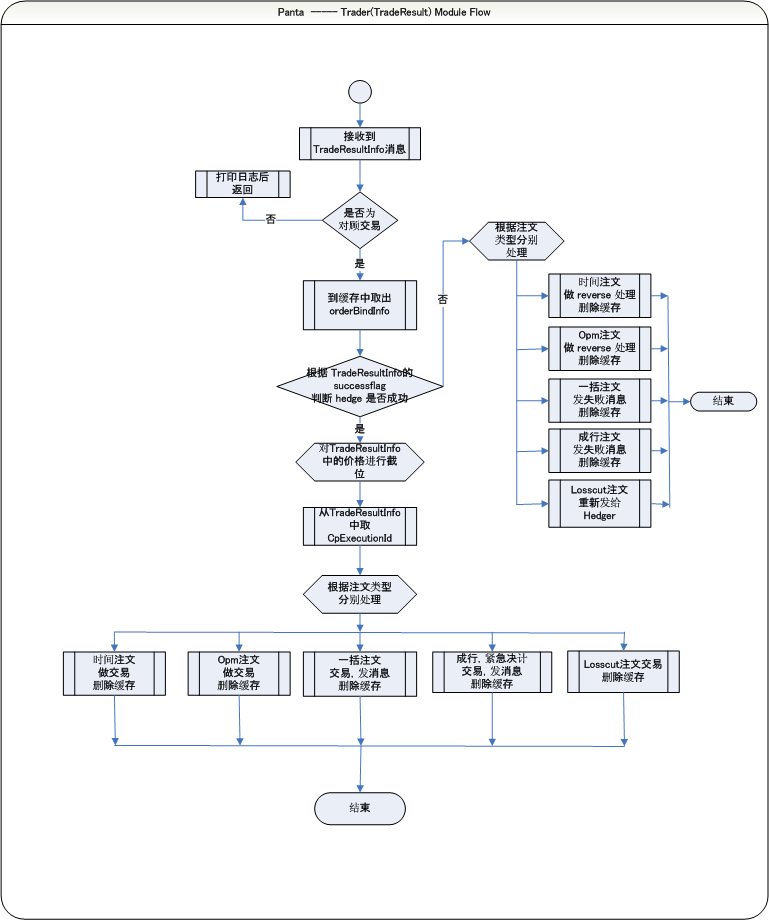 Panta ----- Trader(TradeResult) Module Flow
接收到
TradeResultInfo消息
打印日志后
返回
否
是否为
对顾交易
是
到缓存中取出
orderBindInfo
根据 TradeResultInfo的
successflag
判断 hedge 是否成功
否
是
对TradeResultInfo
中的价格进行截
位
从TradeResultInfo
中取
CpExecutionId
根据注文类型
分别处理
根据注文
类型分别
处理
时间注文
做 reverse 处理
删除缓存
Opm注文
做 reverse 处理
删除缓存
一括注文
发失败消息
删除缓存
成行注文
发失败消息
删除缓存
Losscut注文
重新发给
Hedger
结束
时间注文
做交易
删除缓存
Opm注文
做交易
删除缓存
一括注文
交易, 发消息
删除缓存
成行, 紧急决计
交易, 发消息
删除缓存
Losscut注文交易
删除缓存
结束